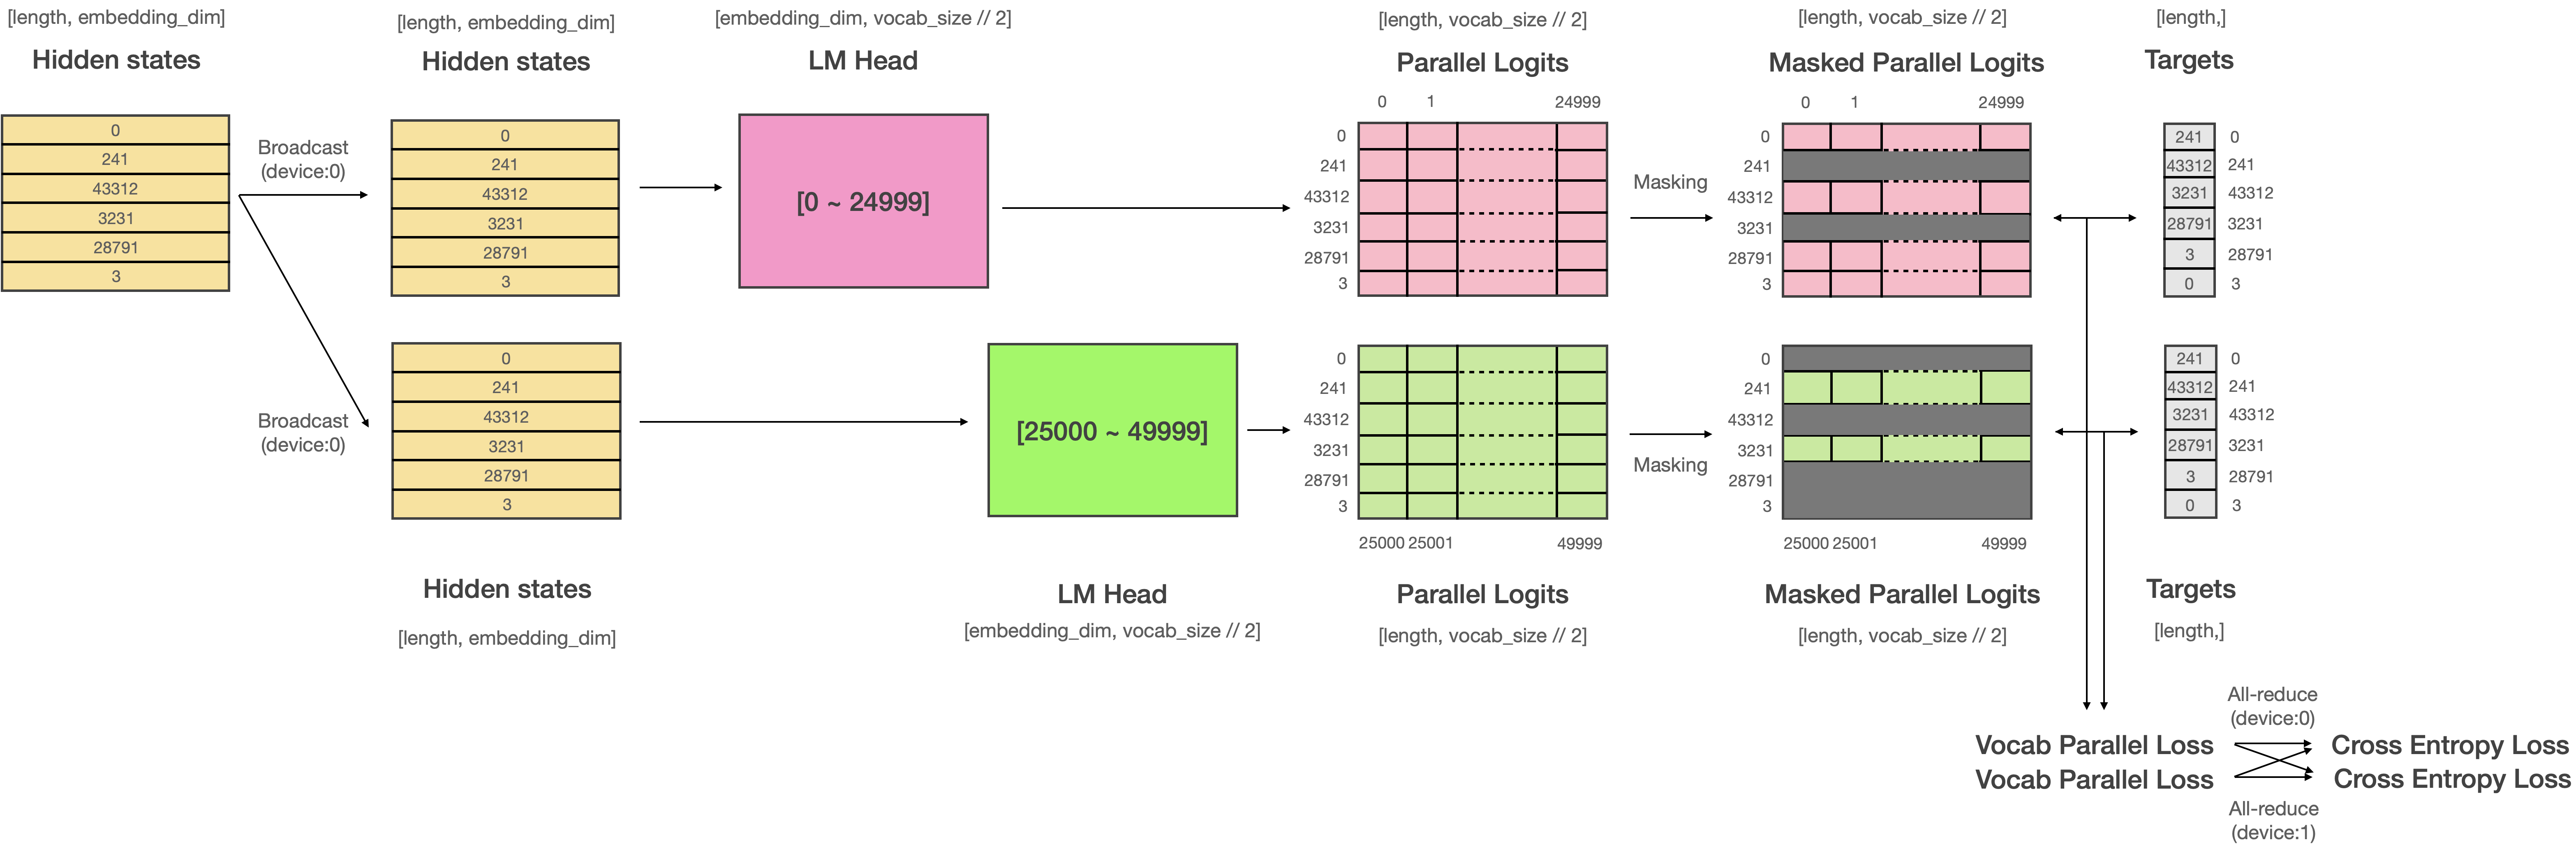 [length, embedding_dim]
Hidden states
0
241
43312
3231
28791
3
Broadcast
(device:0)
Broadcast
(device:0)
[length, embedding_dim]
Hidden states
0
241
43312
3231
28791
3
0
241
43312
3231
28791
3
Hidden states
[length, embedding_dim]
[embedding_dim, vocab_size // 2]
LM Head
[0 ~ 24999]
[25000 ~ 49999]
LM Head
[embedding_dim, vocab_size // 2]
[length, vocab_size // 2]
Parallel Logits
0 1 24999
0
241
43312
3231
28791
3
0
241
43312
3231
28791
3
25000 25001 49999
Parallel Logits
[length, vocab_size // 2]
Masking
Masking
[length, vocab_size // 2]
Masked Parallel Logits
0 1 24999
0
241
43312
3231
28791
3
0
241
43312
3231
28791
3
25000 25001 49999
Masked Parallel Logits
[length, vocab_size // 2]
[length,]
Targets
241 0
43312 241
3231 43312
28791 3231
3 28791
0 3
241 0
43312 241
3231 43312
28791 3231
3 28791
0 3
Targets
[length,]
All-reduce
(device:0)
Vocab Parallel Loss Cross Entropy Loss
Vocab Parallel Loss Cross Entropy Loss
All-reduce
(device:1)